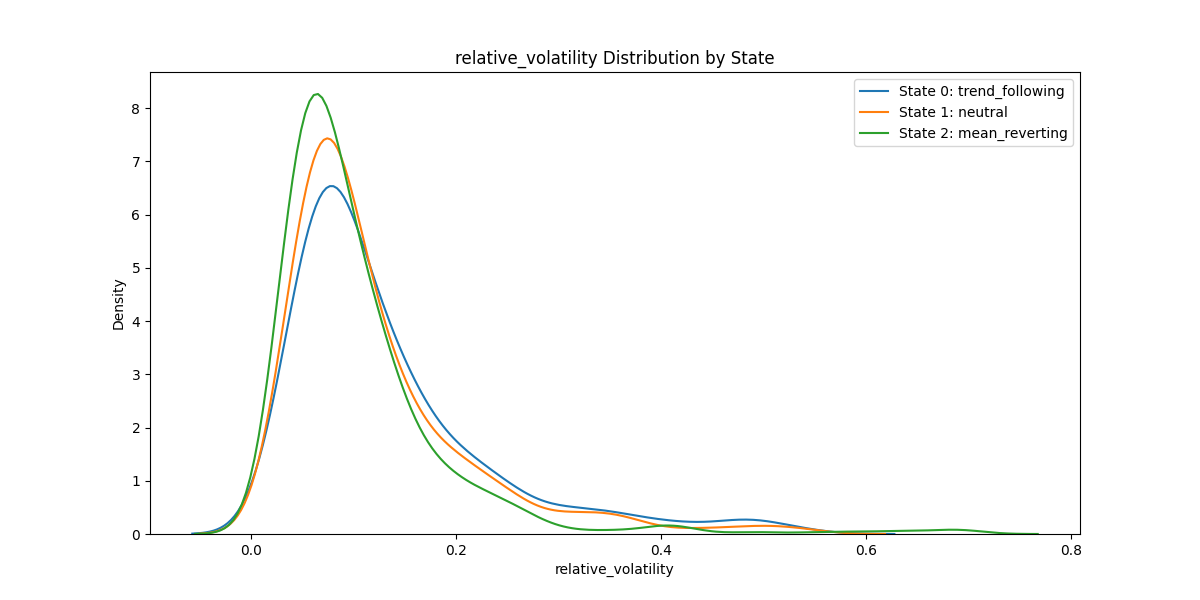 relative_volatility Distribution by State
State 0: trend_following
State 1: neutral
State 2: mean_reverting
Density
8
7
6
5
4
3
2
1
0
0.0 0.2 0.4 0.6 0.8
relative_volatility